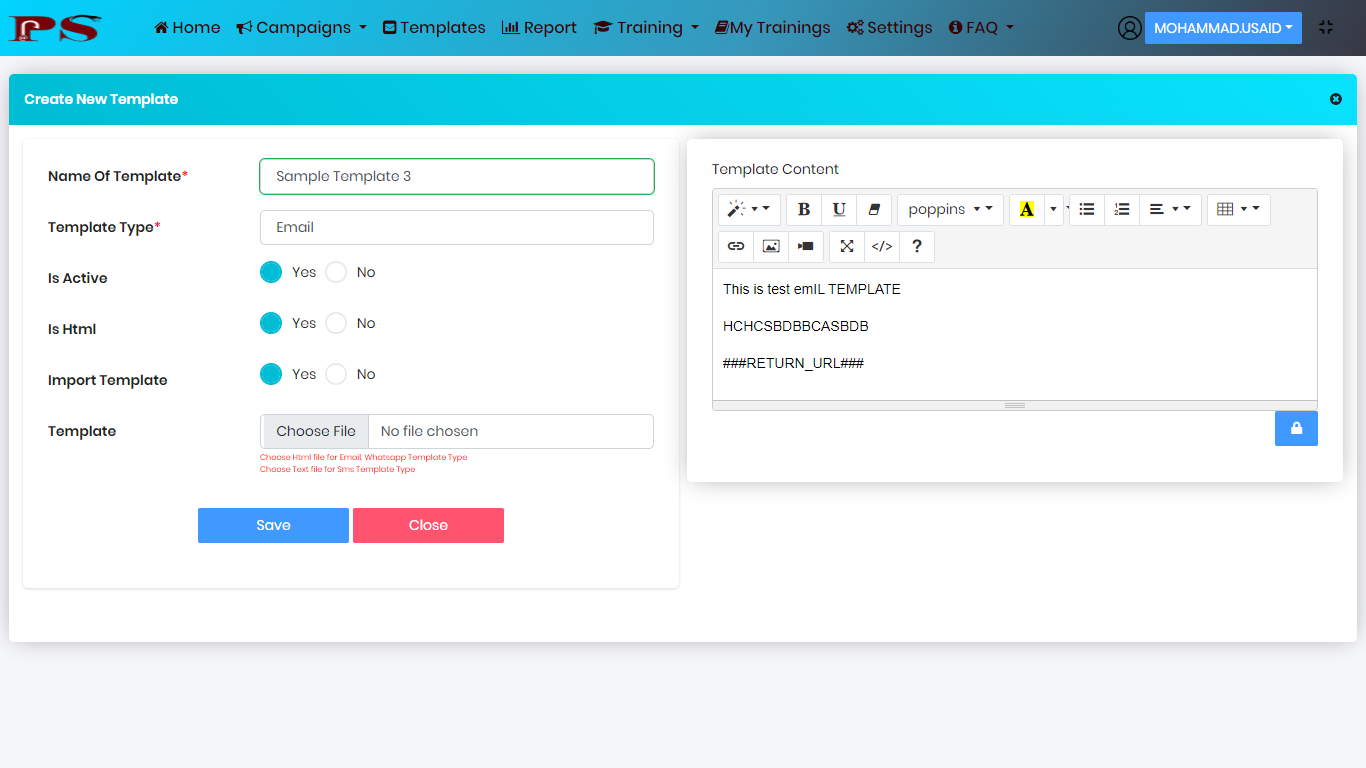 PS
Home Campaigns Templates Report Training My Trainings Settings FAQ MOHAMMAD.USAID
Create New Template
Name Of Template* Sample Template 3
Template Type* Email
Is Active Yes No
Is Html Yes No
Import Template Yes No
Template Choose File No file chosen
Choose Html file for Email, Whatsapp Template Type
Choose Text file for Sms Template Type
Save Close
Template Content
B U poppins A
</> ?
This is test emIL TEMPLATE
HCHCSBDBBCASBDB
###RETURN_URL###